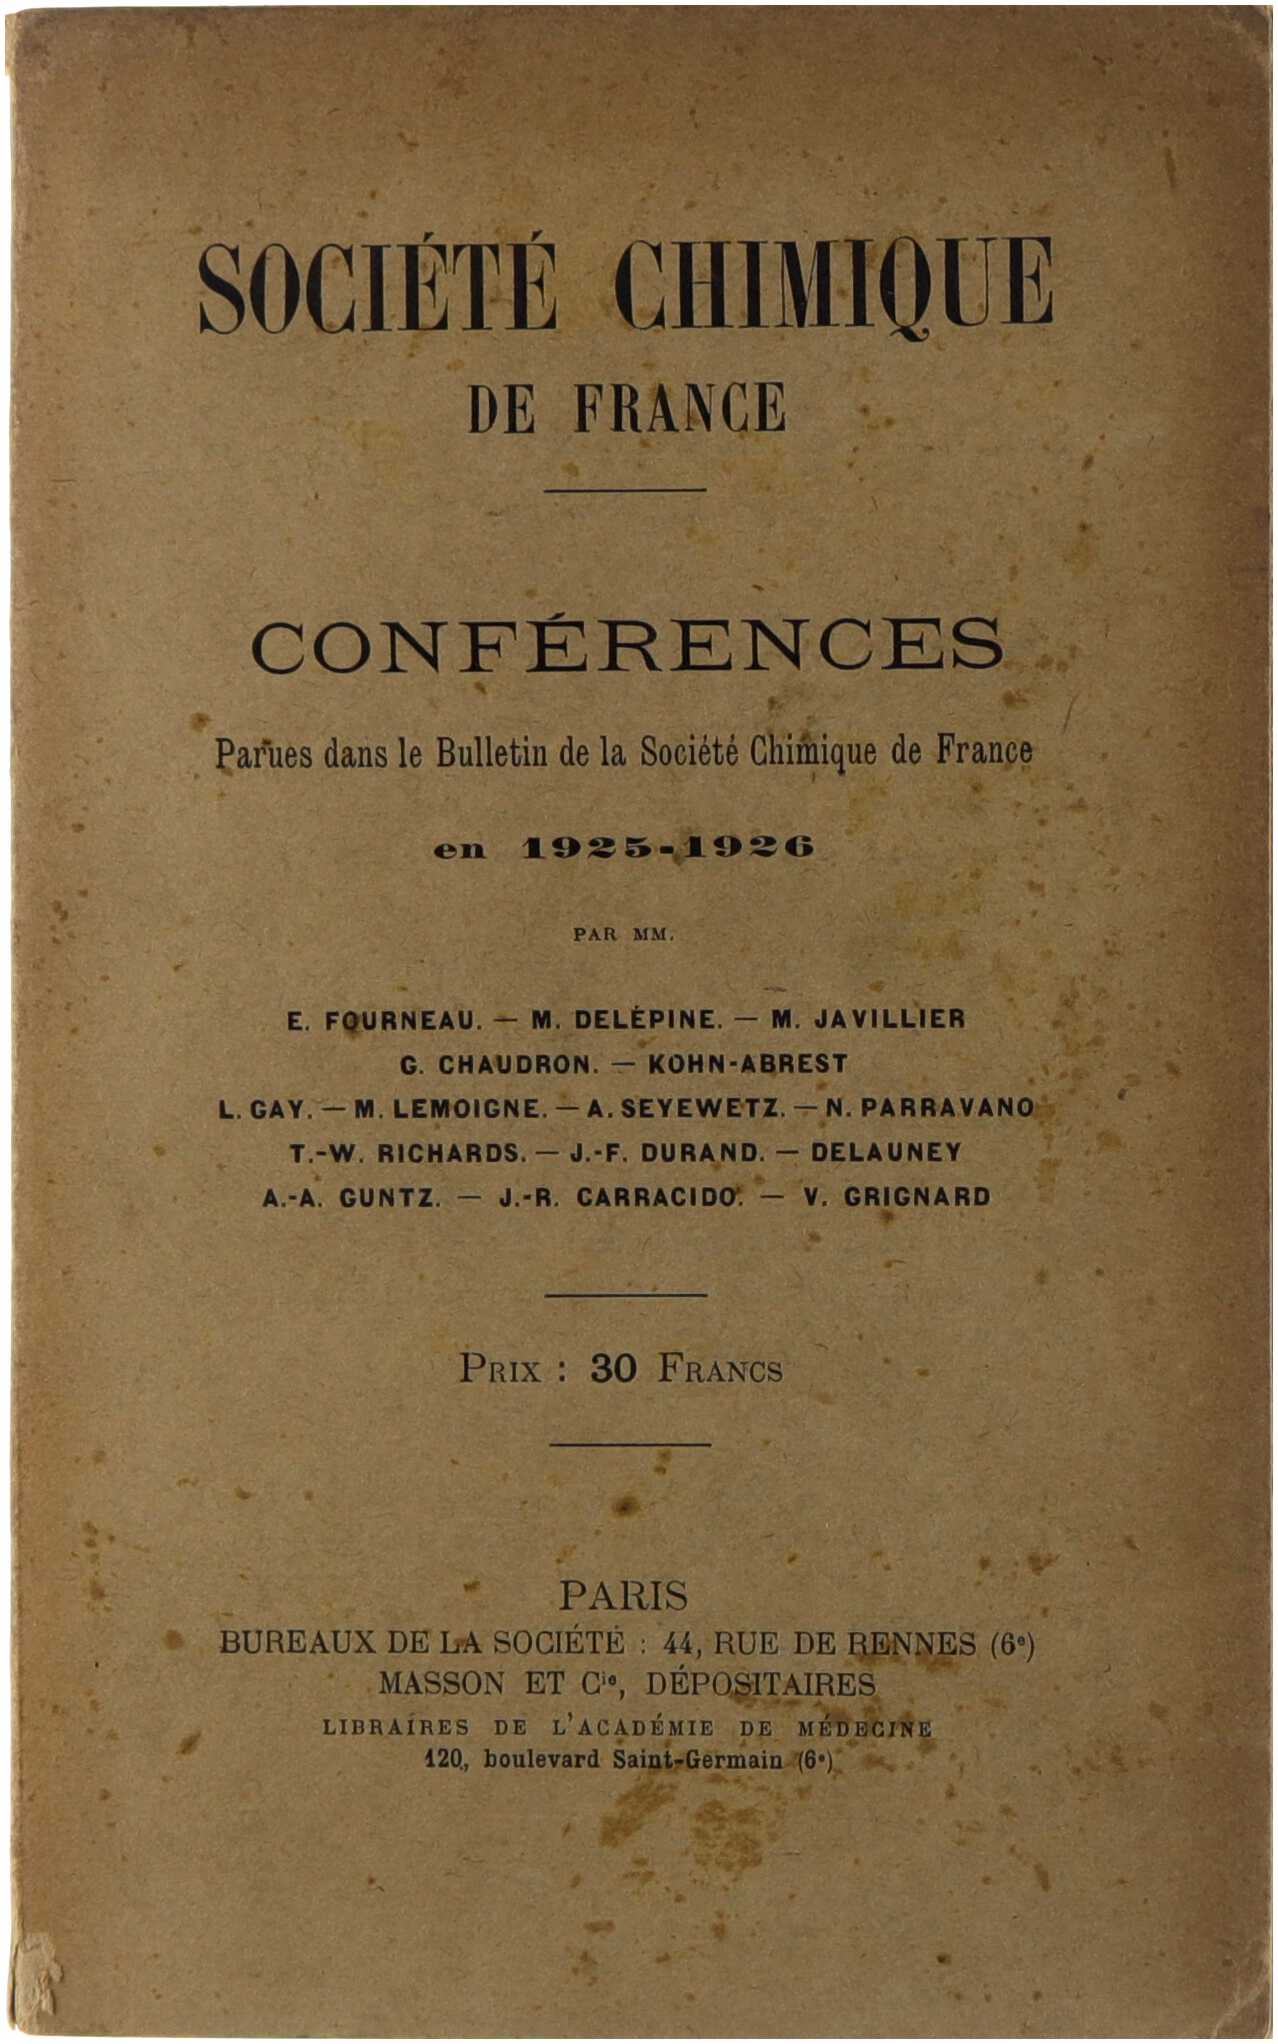 SOCIÉTÉ CHIMIQUE
DE FRANCE
CONFÉRENCES
Parues dans le Bulletin de la Société Chimique de France
en 1925-1926
PAR MM.
E. FOURNEAU. — M. DELÉPINE. — M. JAVILLIER
G. CHAUDRON. — KOHN-ABREST
L. GAY. — M. LEMOIGNE. — A. SEYEWETZ. — N. PARRAVANO
T.-W. RICHARDS. — J.-F. DURAND. — DELAUNEY
A.-A. GUNTZ. — J.-R. CARRACIDO. — V. GRIGNARD
PRIX : 30 FRANCS
PARIS
BUREAUX DE LA SOCIÉTÉ : 44, RUE DE RENNES (6e)
MASSON ET Cie, DÉPOSITAIRES
LIBRAIRES DE L'ACADÉMIE DE MÉDECINE
120, boulevard Saint-Germain (6e)